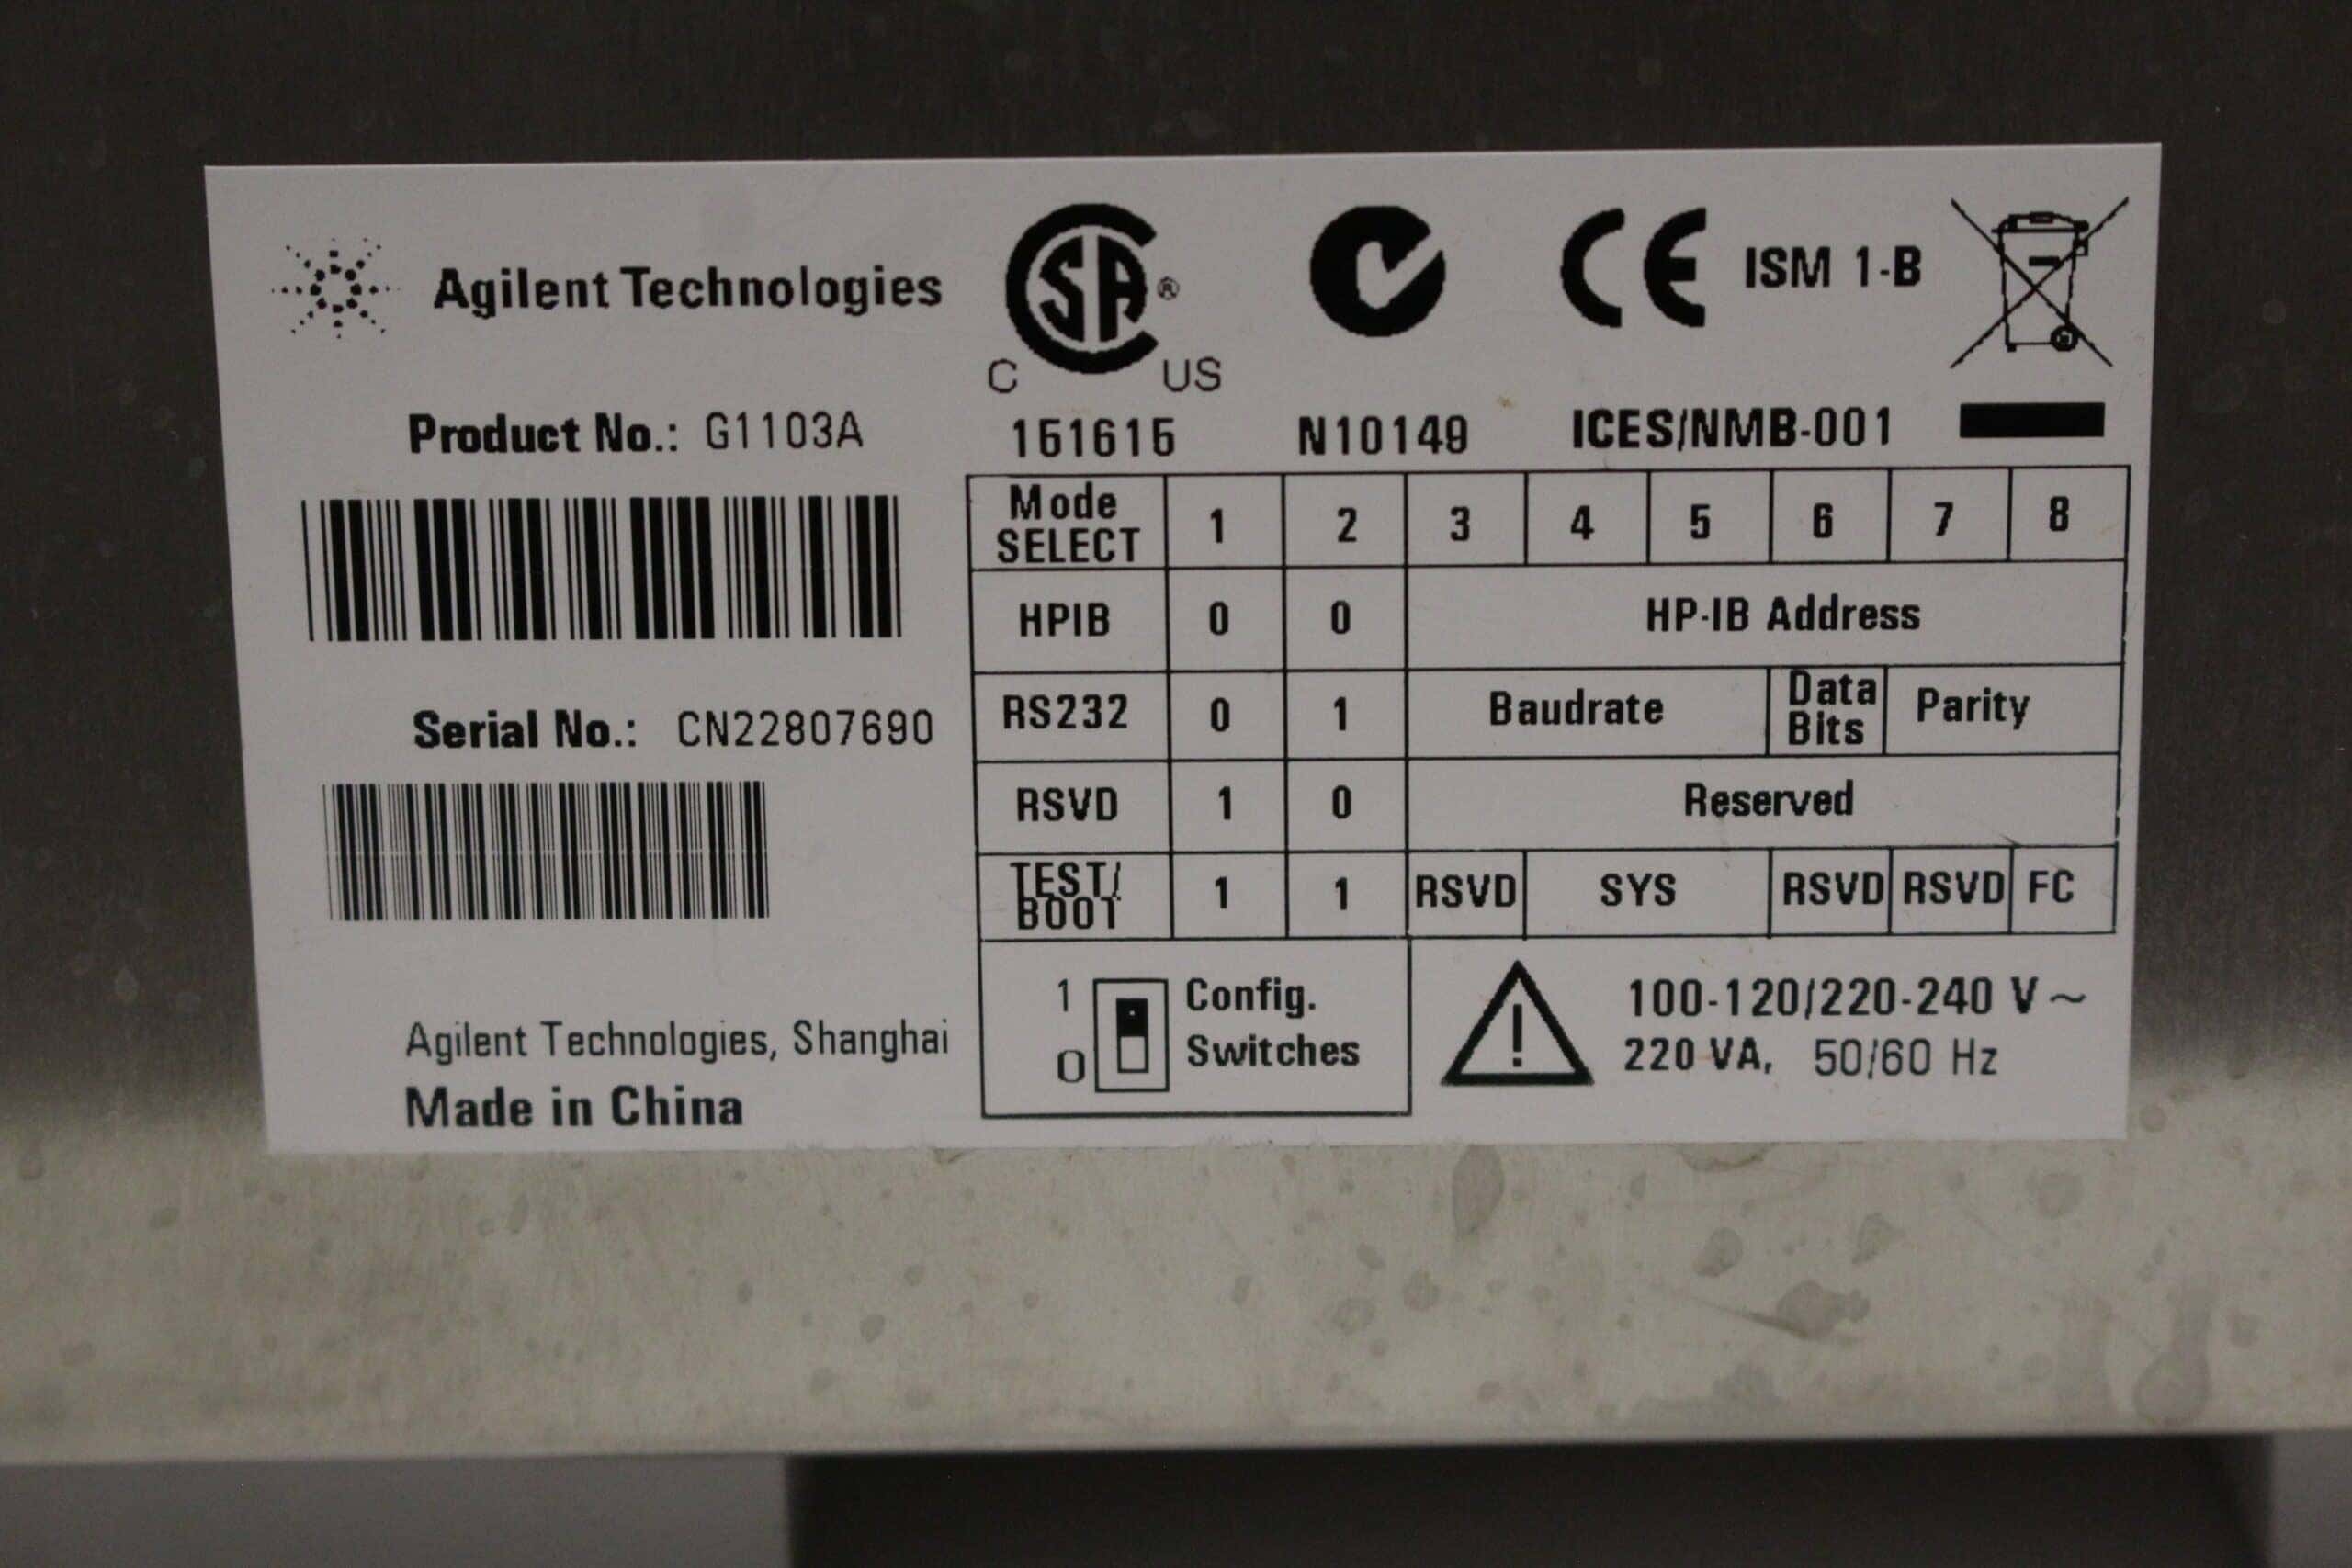 Agilent Technologies
Product No.: G1103A
Serial No.: CN22807690
Agilent Technologies, Shanghai
Made in China
SA®
C US
151615
N10149
CE ISM 1-B
ICES/NMB-001
Mode SELECT 1 2 3 4 5 6 7 8
HPIB 0 0 HP-IB Address
RS232 0 1 Baudrate Data Bits Parity
RSVD 1 0 Reserved
TEST/BOOT 1 1 RSVD SYS RSVD RSVD FC
1 Config.
0 Switches
! 100-120/220-240 V~
220 VA, 50/60 Hz